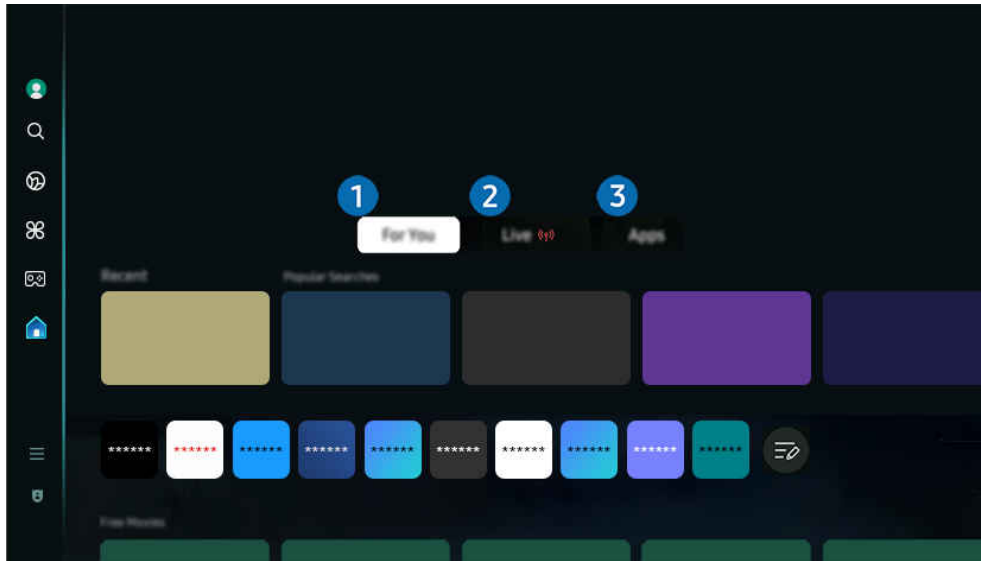 1 2 3
For You Live Apps
Recent Popular Searches
****** ****** ****** ****** ****** ****** ****** ****** ****** ******
Free Movies